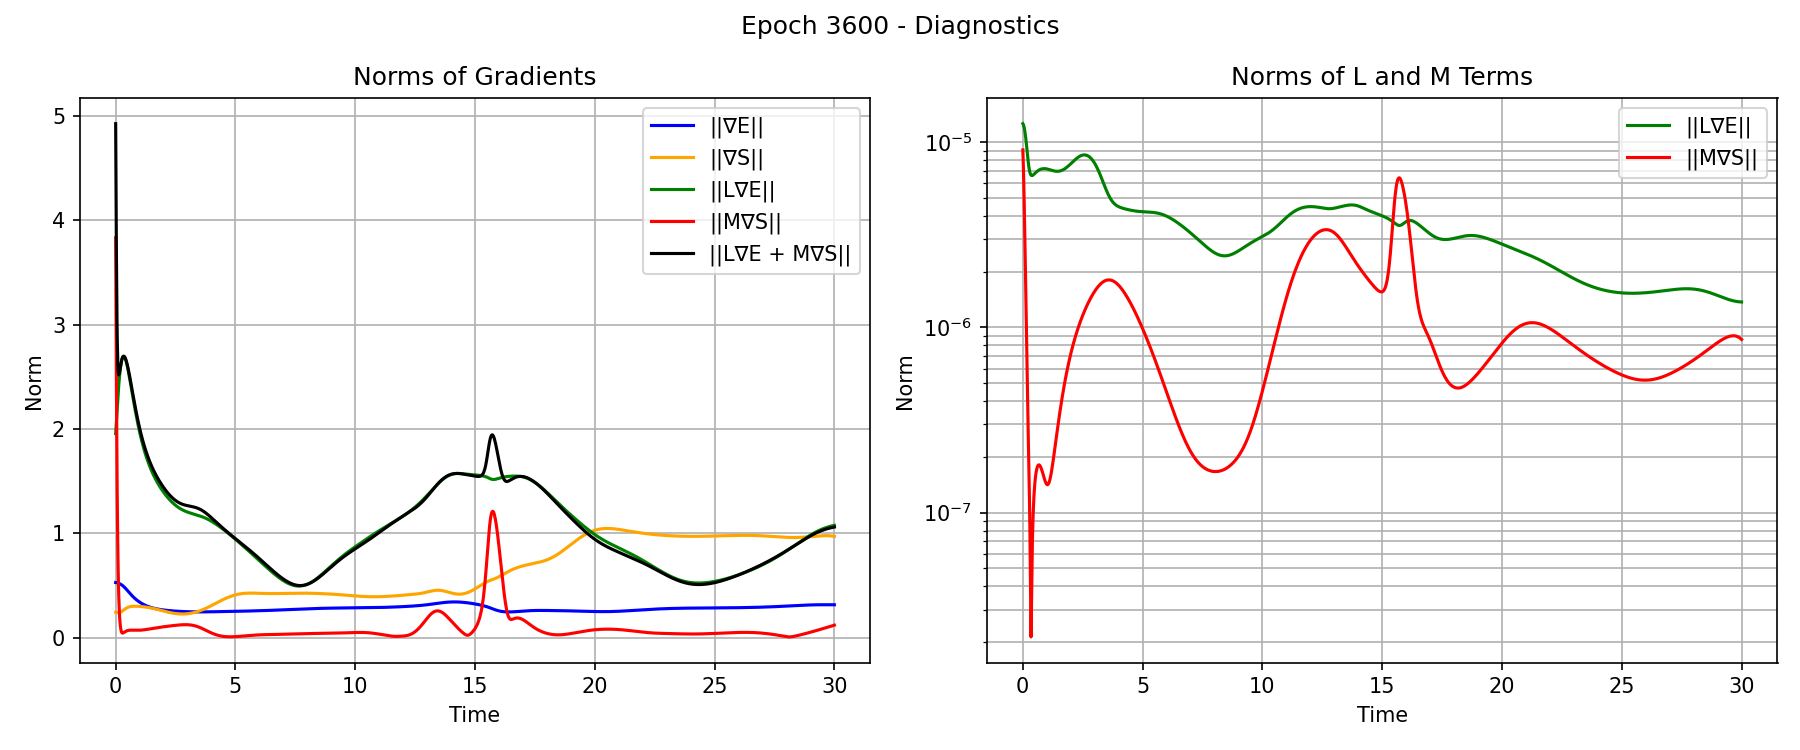 Epoch 3600 - Diagnostics
Norms of Gradients
Norm
5
4
3
2
1
0
||∇E||
||∇S||
||L∇E||
||M∇S||
||L∇E + M∇S||
0 5 10 15 20 25 30
Time
Norms of L and M Terms
Norm
10⁻⁵
10⁻⁶
10⁻⁷
||L∇E||
||M∇S||
0 5 10 15 20 25 30
Time